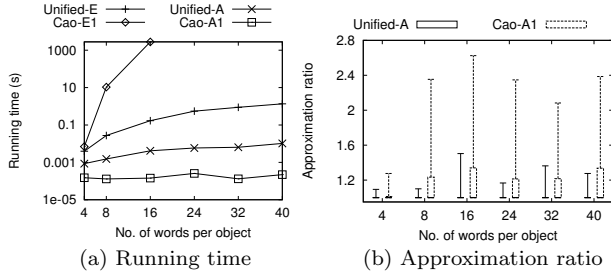 Unified-E
Cao-E1
Unified-A
Cao-A1
Running time (s)
1000
10
0.1
0.001
1e-05
4 8 16 24 32 40
No. of words per object
(a) Running time
Unified-A
Cao-A1
Approximation ratio
2.8
2.4
2
1.6
1.2
4 8 16 24 32 40
No. of words per object
(b) Approximation ratio